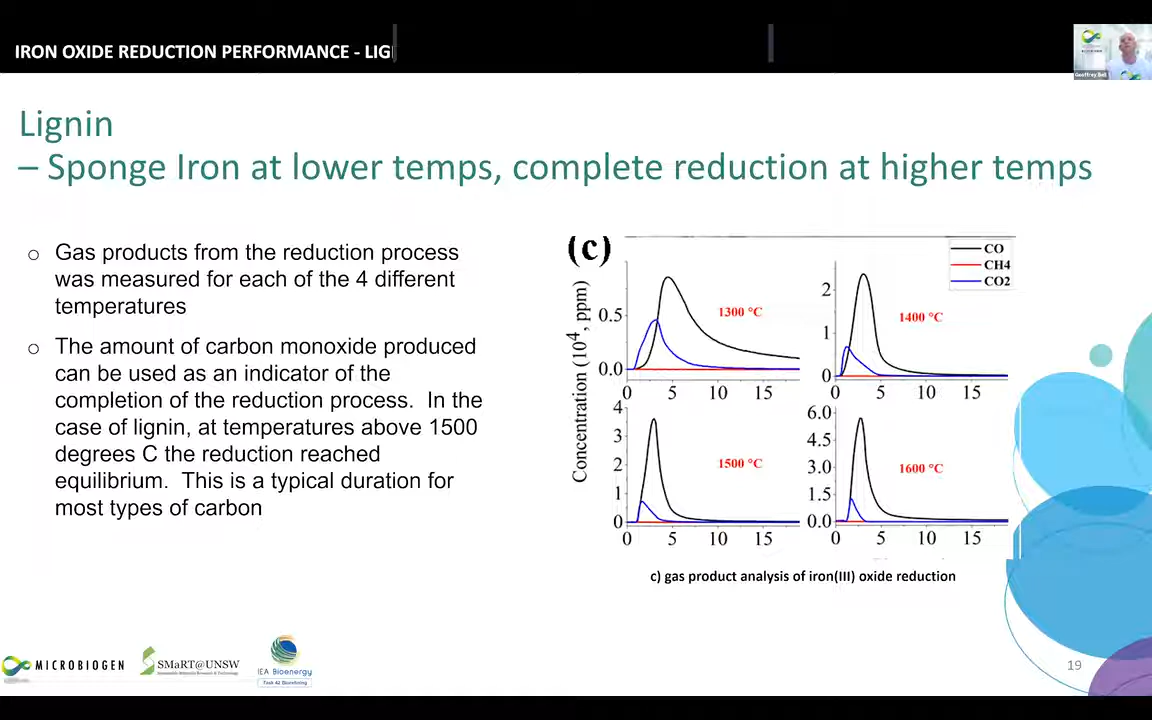 IRON OXIDE REDUCTION PERFORMANCE - LIG
Geoffrey Bell
Lignin
– Sponge Iron at lower temps, complete reduction at higher temps
o Gas products from the reduction process
was measured for each of the 4 different
temperatures
o The amount of carbon monoxide produced
can be used as an indicator of the
completion of the reduction process. In the
case of lignin, at temperatures above 1500
degrees C the reduction reached
equilibrium. This is a typical duration for
most types of carbon
(c)
CO
CH4
CO2
Concentration (10⁴, ppm)
0.5
0.0
1300 °C
0 5 10 15
2
1
0
1400 °C
0 5 10 15
4
3
2
1
0
1500 °C
0 5 10 15
6.0
4.5
3.0
1.5
0.0
1600 °C
0 5 10 15
c) gas product analysis of iron(III) oxide reduction
MICROBIOGEN
SMaRT@UNSW
IEA Bioenergy
Task 42 Biorefining
19